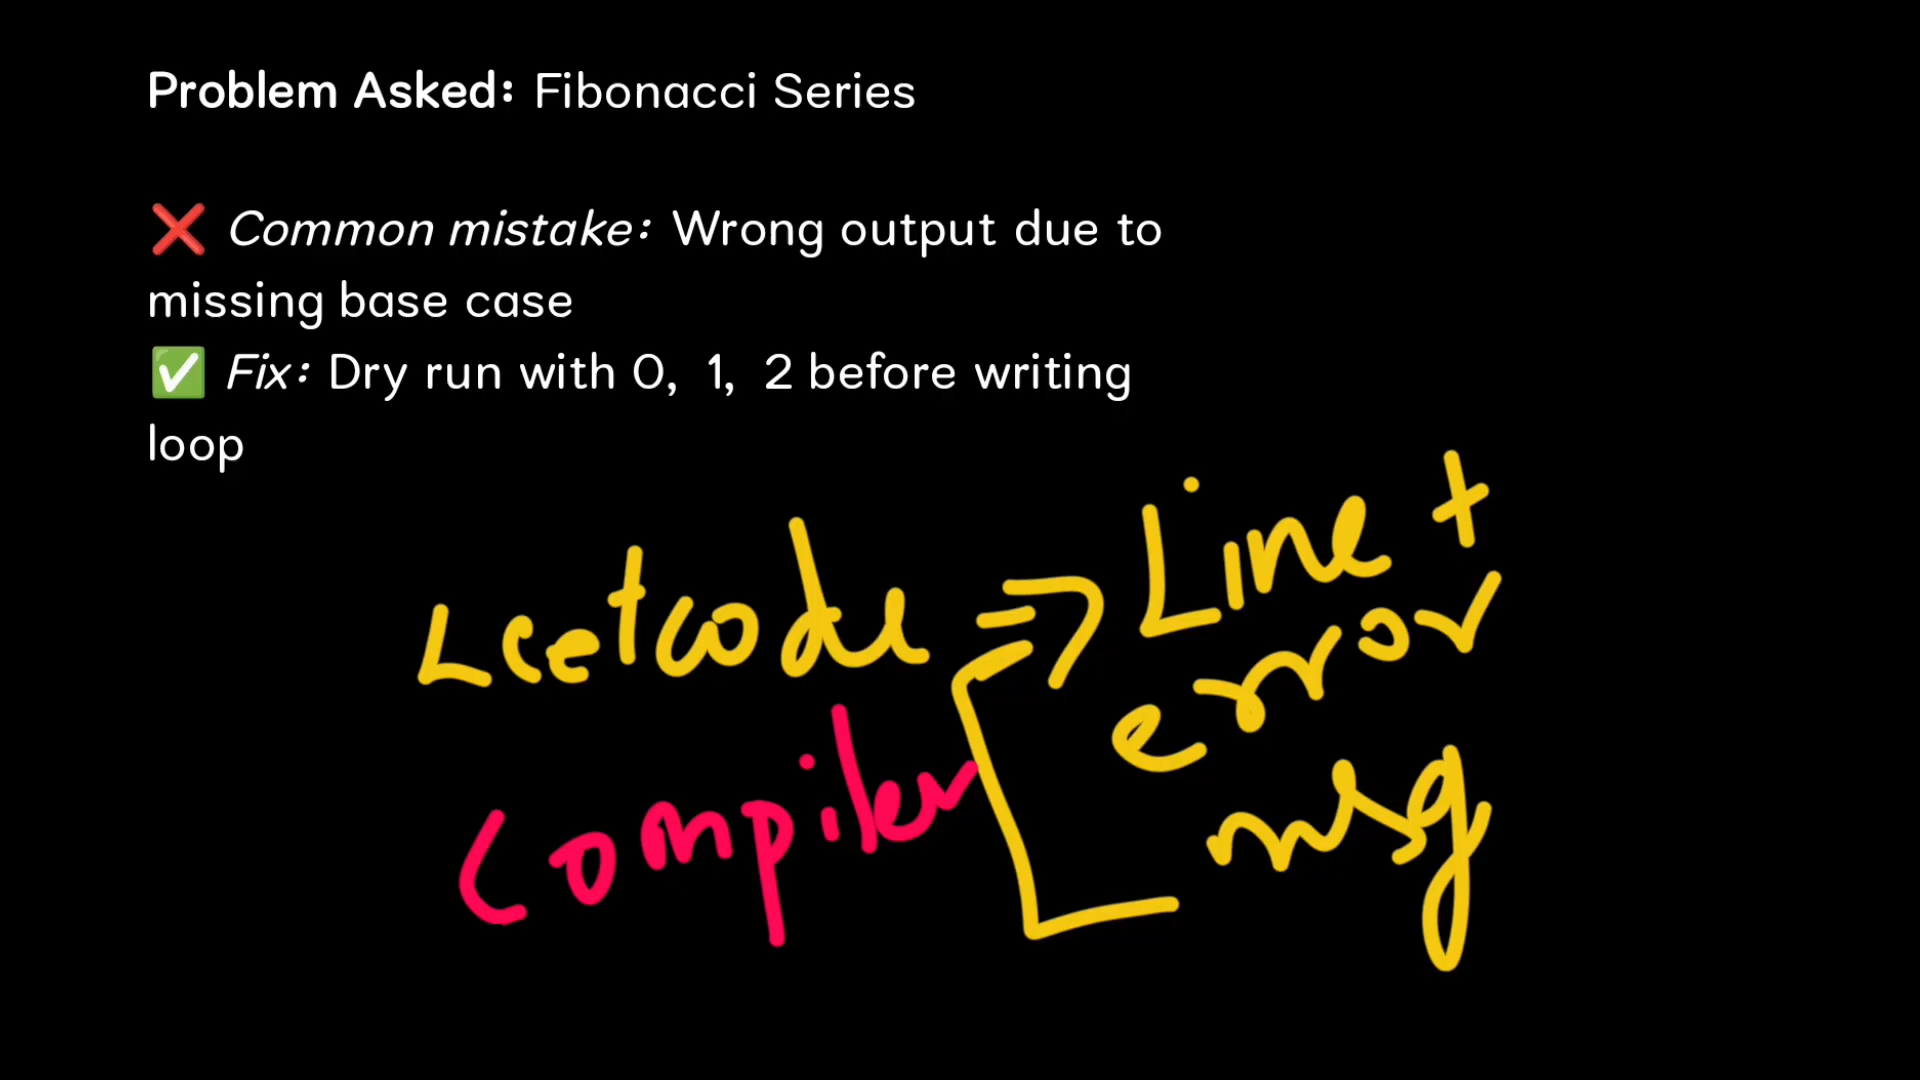 Problem Asked: Fibonacci Series
❌ Common mistake: Wrong output due to
missing base case
✅ Fix: Dry run with 0, 1, 2 before writing
loop
Leetcode => Line +
error
msg
Compiler